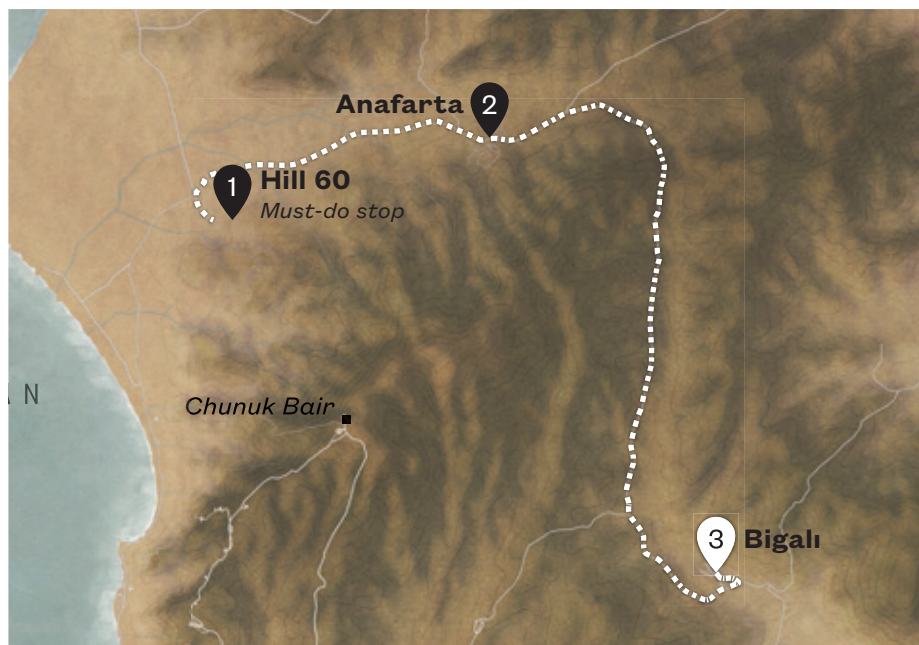 Anafarta 2
1 Hill 60
Must-do stop
A N
Chunuk Bair
3 Bigalı